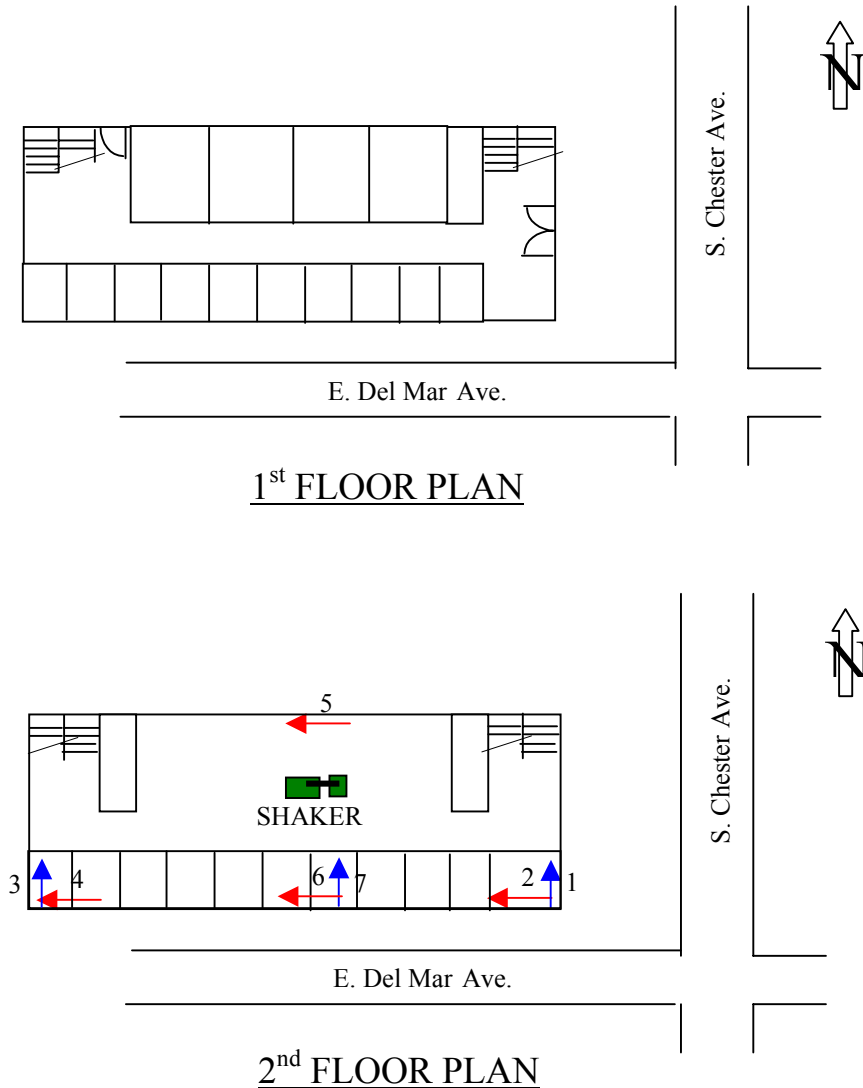 N
S. Chester Ave.
E. Del Mar Ave.
1st FLOOR PLAN
N
S. Chester Ave.
5
SHAKER
3
4
6
7
2
1
E. Del Mar Ave.
2nd FLOOR PLAN